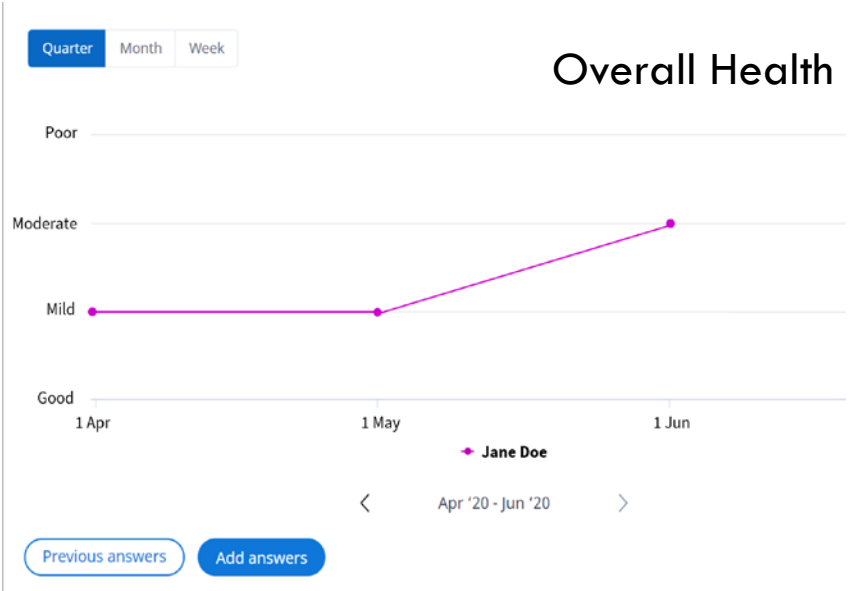 Quarter Month Week
Overall Health
Poor
Moderate
Mild
Good
1 Apr 1 May 1 Jun
Jane Doe
Apr ‘20 - Jun ‘20
Previous answers Add answers